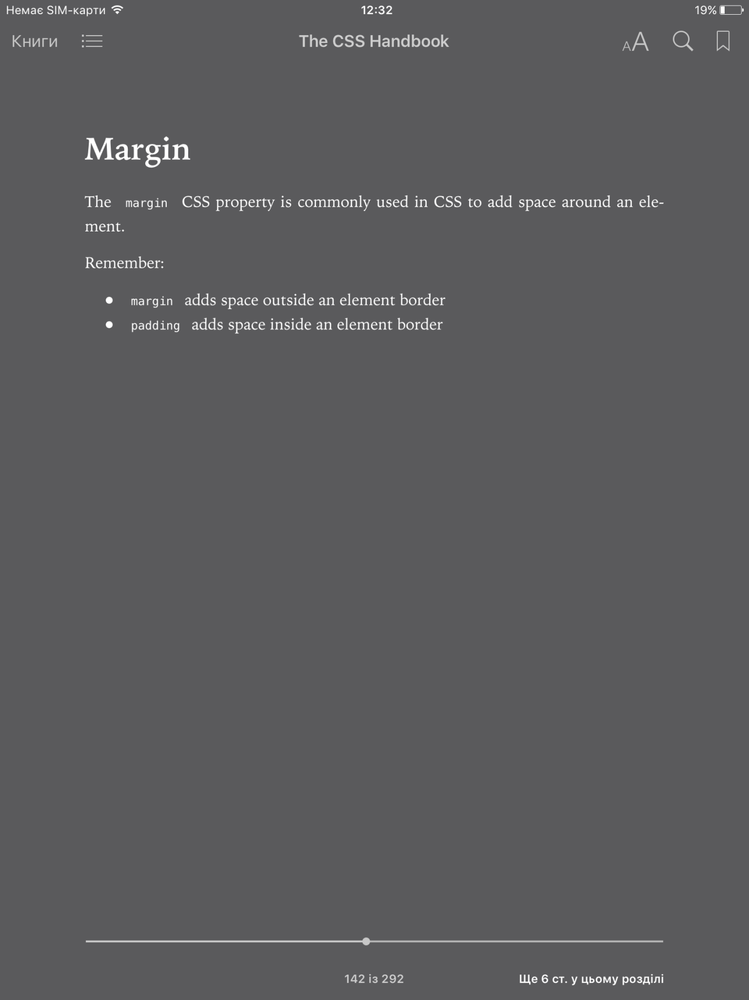 Немає SIM-карти
12:32
19%
Книги
The CSS Handbook
AA
Margin
The margin CSS property is commonly used in CSS to add space around an ele-
ment.
Remember:
• margin adds space outside an element border
• padding adds space inside an element border
142 із 292
Ще 6 ст. у цьому розділі